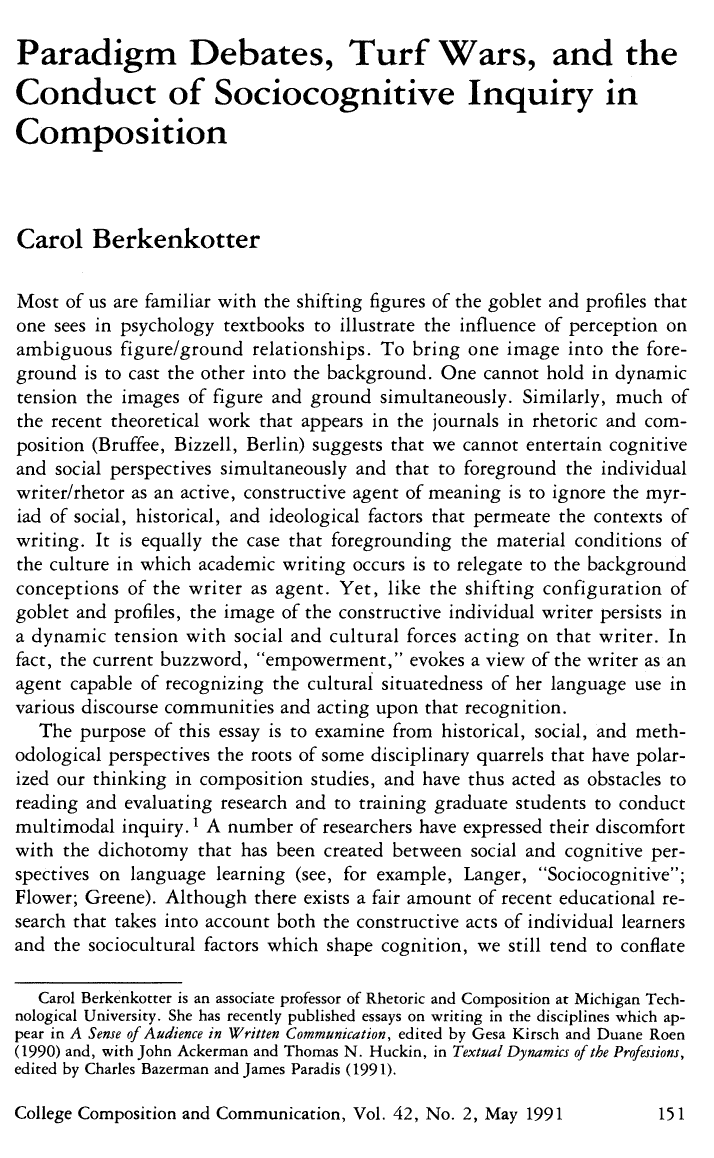 Paradigm Debates, Turf Wars, and the
Conduct of Sociocognitive Inquiry in
Composition
Carol Berkenkotter
Most of us are familiar with the shifting figures of the goblet and profiles that
one sees in psychology textbooks to illustrate the influence of perception on
ambiguous figure/ground relationships. To bring one image into the fore-
ground is to cast the other into the background. One cannot hold in dynamic
tension the images of figure and ground simultaneously. Similarly, much of
the recent theoretical work that appears in the journals in rhetoric and com-
position (Bruffee, Bizzell, Berlin) suggests that we cannot entertain cognitive
and social perspectives simultaneously and that to foreground the individual
writer/rhetor as an active, constructive agent of meaning is to ignore the myr-
iad of social, historical, and ideological factors that permeate the contexts of
writing. It is equally the case that foregrounding the material conditions of
the culture in which academic writing occurs is to relegate to the background
conceptions of the writer as agent. Yet, like the shifting configuration of
goblet and profiles, the image of the constructive individual writer persists in
a dynamic tension with social and cultural forces acting on that writer. In
fact, the current buzzword, "empowerment," evokes a view of the writer as an
agent capable of recognizing the cultural situatedness of her language use in
various discourse communities and acting upon that recognition.
The purpose of this essay is to examine from historical, social, and meth-
odological perspectives the roots of some disciplinary quarrels that have polar-
ized our thinking in composition studies, and have thus acted as obstacles to
reading and evaluating research and to training graduate students to conduct
multimodal inquiry.¹ A number of researchers have expressed their discomfort
with the dichotomy that has been created between social and cognitive per-
spectives on language learning (see, for example, Langer, "Sociocognitive";
Flower; Greene). Although there exists a fair amount of recent educational re-
search that takes into account both the constructive acts of individual learners
and the sociocultural factors which shape cognition, we still tend to conflate
Carol Berkenkotter is an associate professor of Rhetoric and Composition at Michigan Tech-
nological University. She has recently published essays on writing in the disciplines which ap-
pear in A Sense of Audience in Written Communication, edited by Gesa Kirsch and Duane Roen
(1990) and, with John Ackerman and Thomas N. Huckin, in Textual Dynamics of the Professions,
edited by Charles Bazerman and James Paradis (1991).
College Composition and Communication, Vol. 42, No. 2, May 1991 151